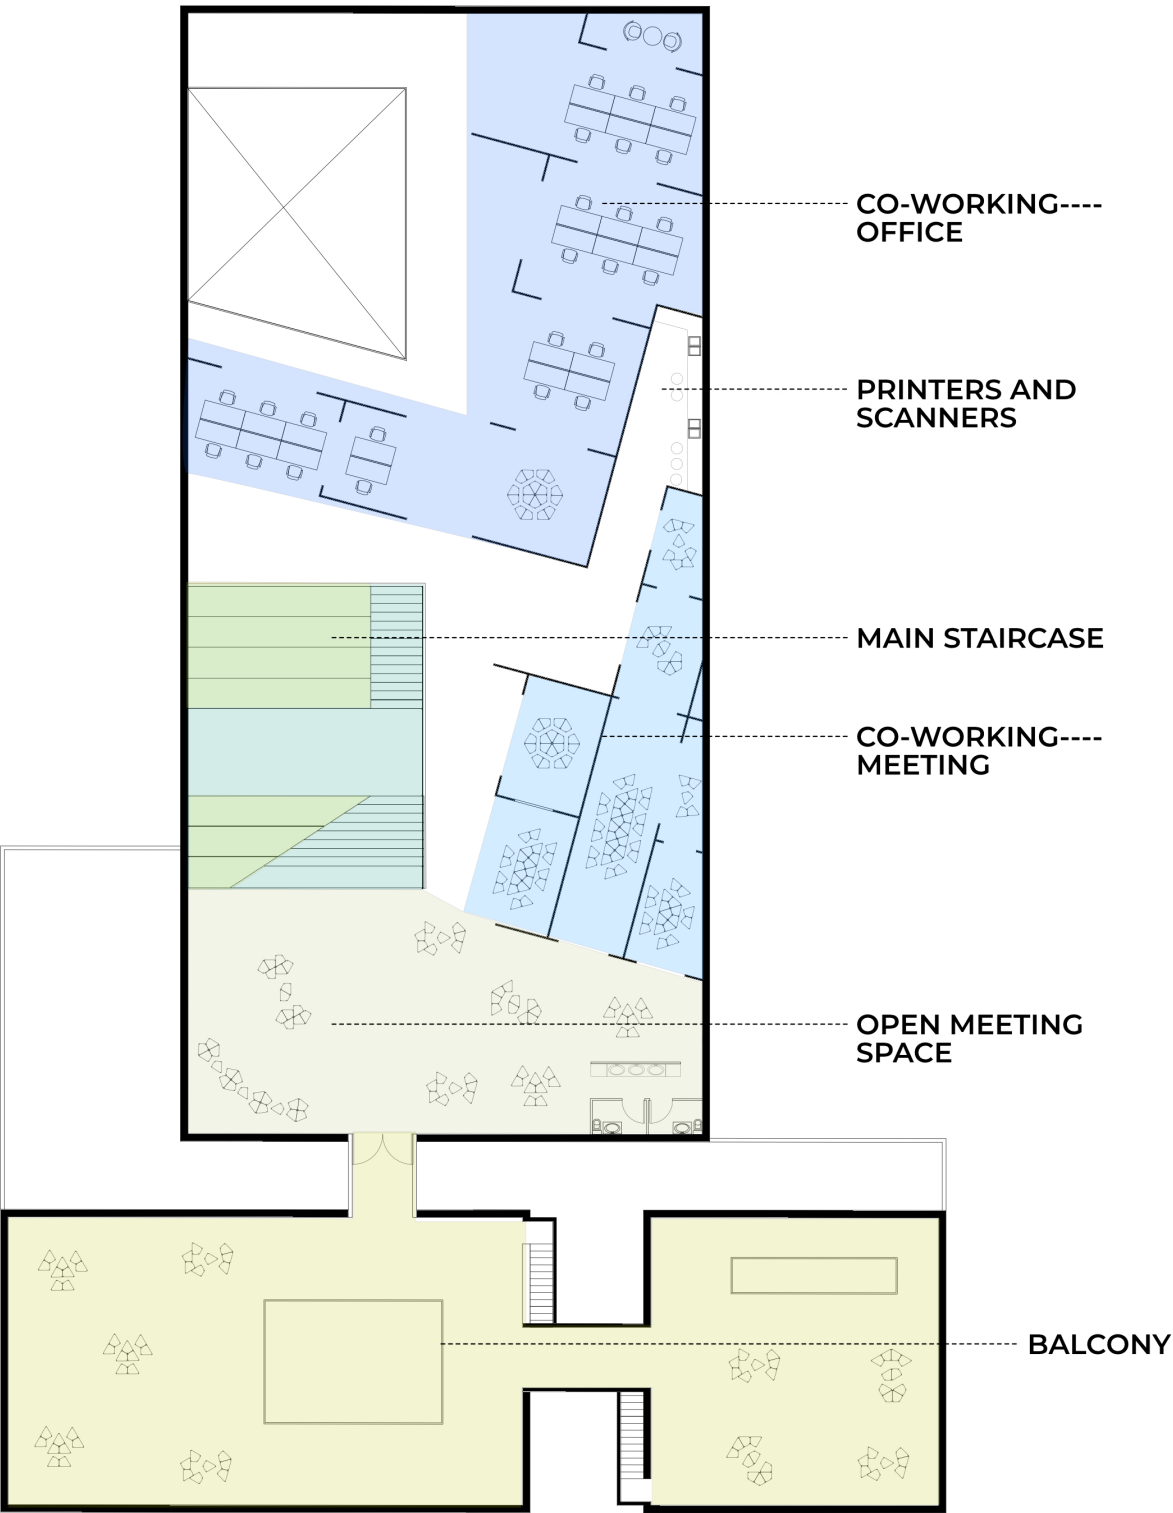 CO-WORKING----
OFFICE
PRINTERS AND
SCANNERS
MAIN STAIRCASE
CO-WORKING----
MEETING
OPEN MEETING
SPACE
BALCONY